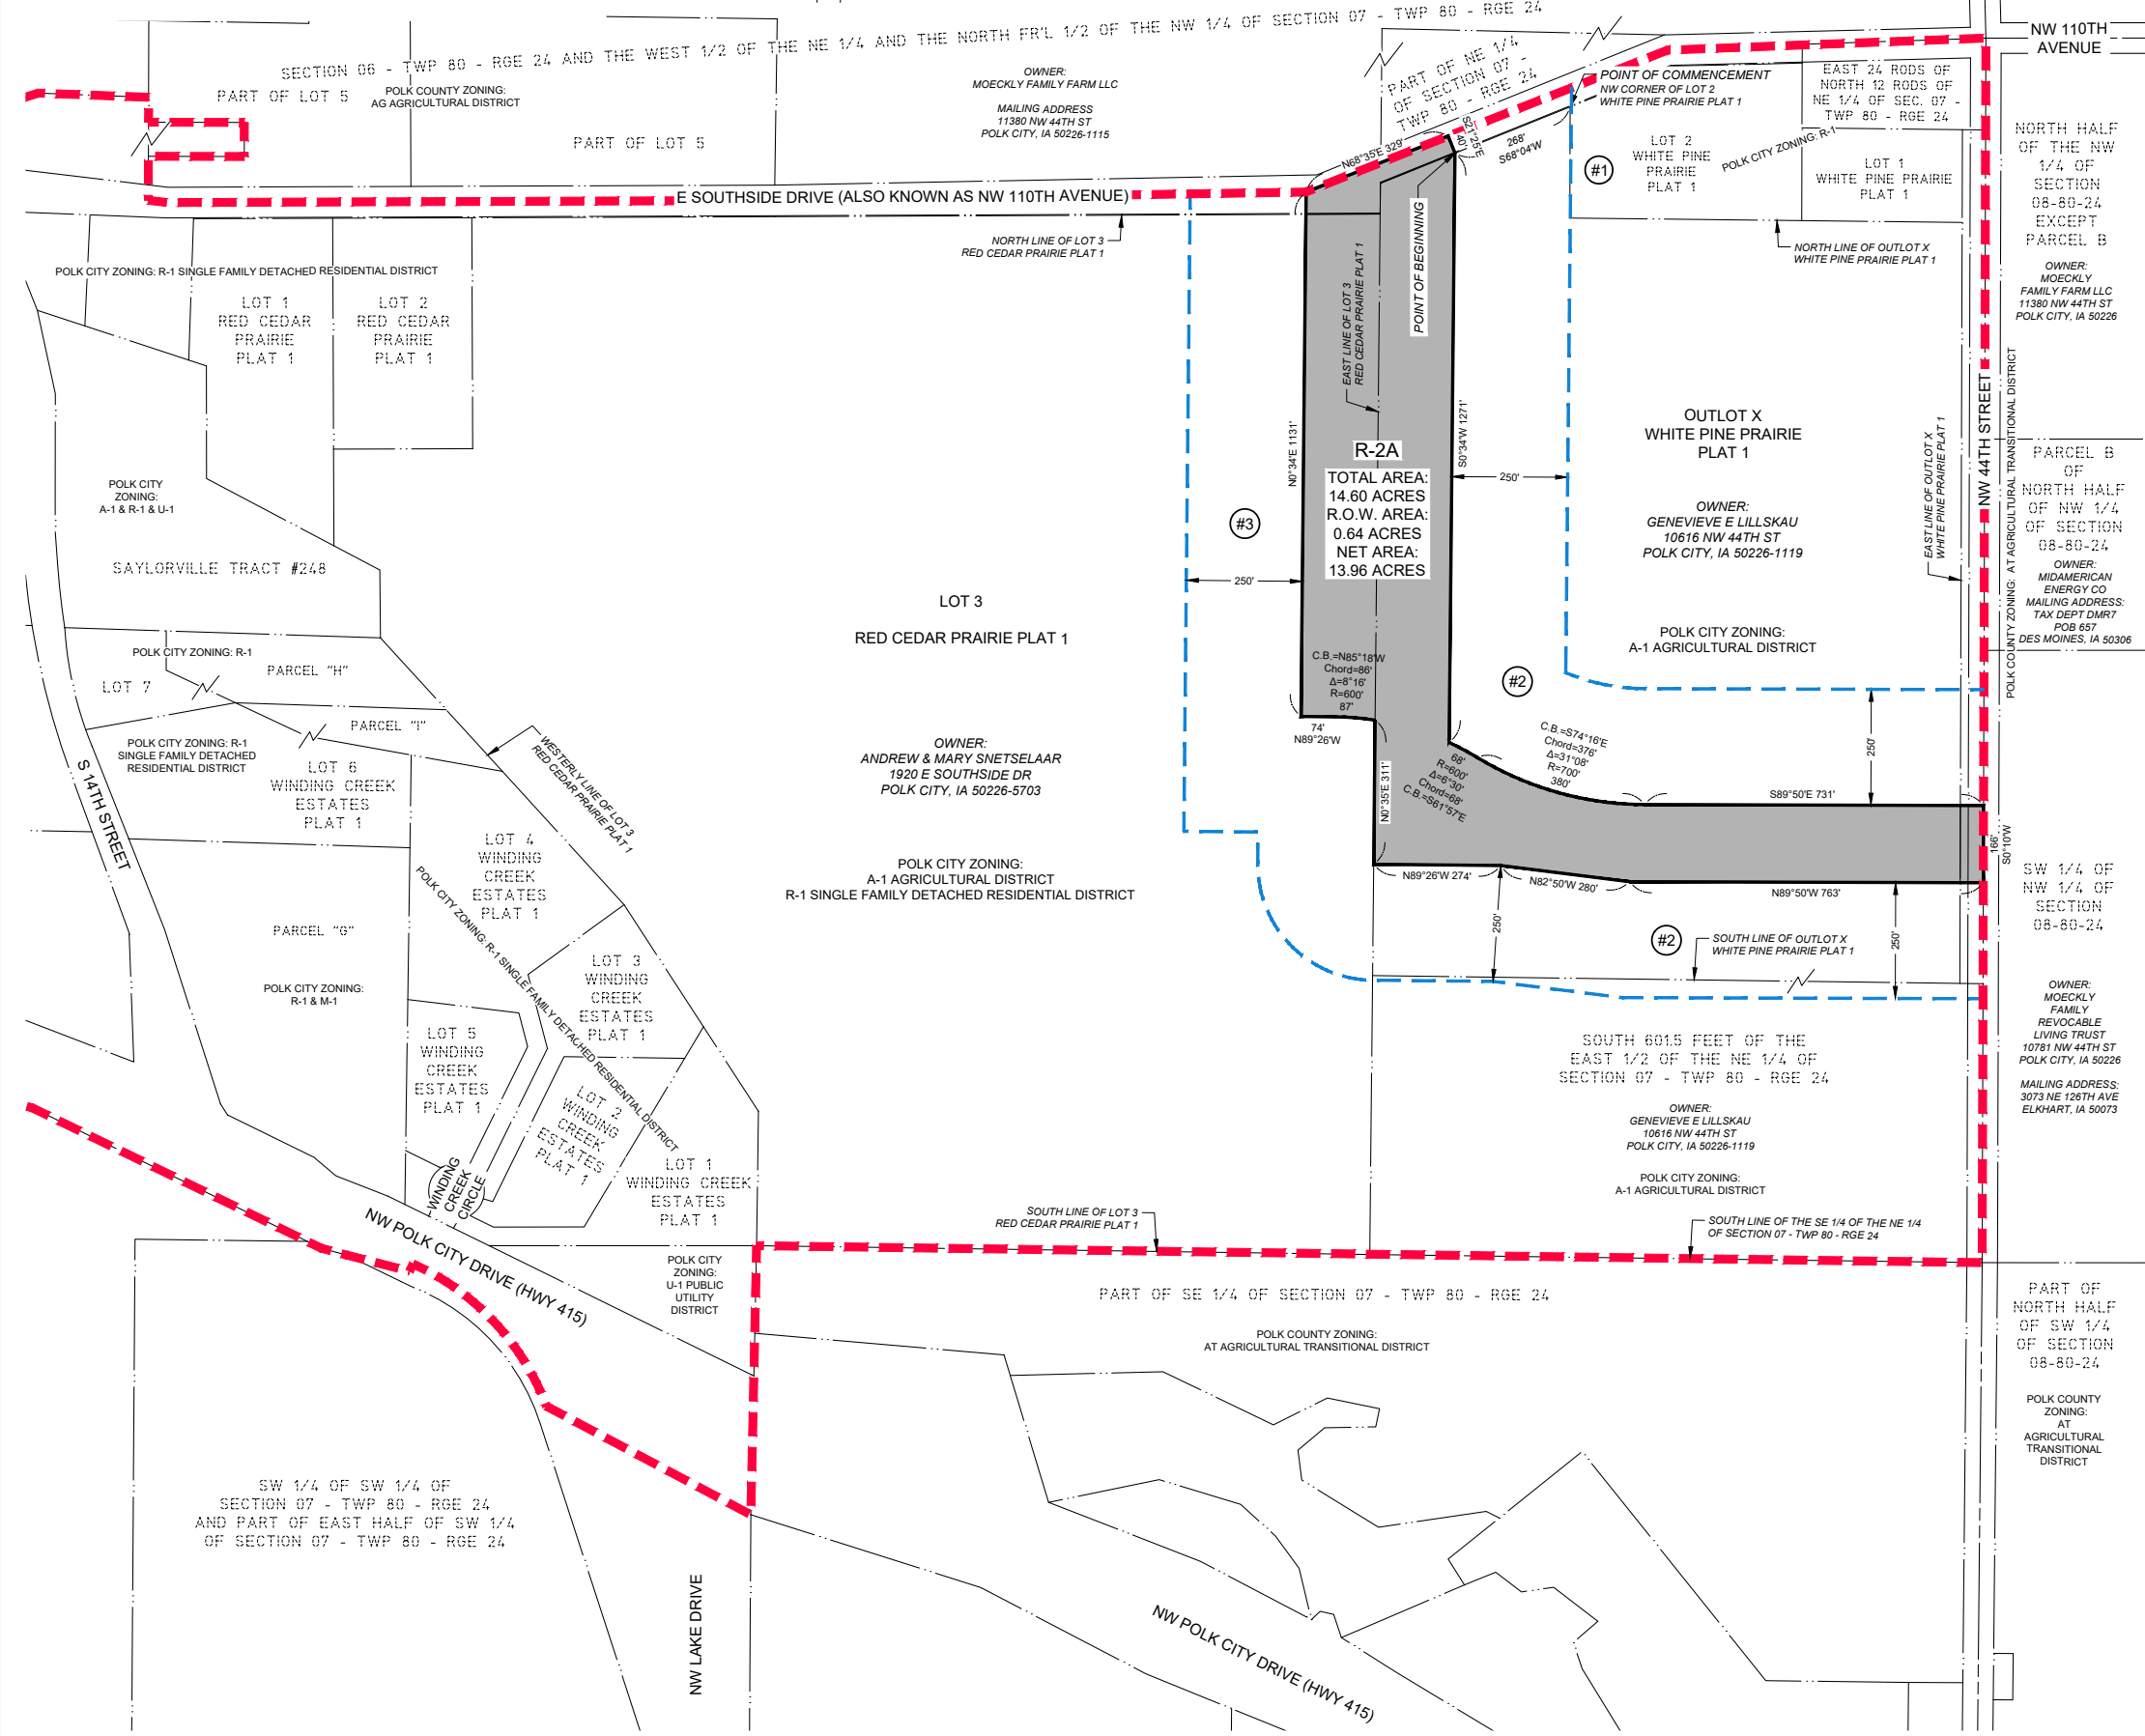 SECTION 06 - TWP 80 - RGE 24 AND THE WEST 1/2 OF THE NE 1/4 AND THE NORTH FR'L 1/2 OF THE NW 1/4 OF SECTION 07 - TWP 80 - RGE 24
NW 110TH
AVENUE
PART OF LOT 5
POLK COUNTY ZONING:
AG AGRICULTURAL DISTRICT
PART OF LOT 5
OWNER:
MOECKLY FAMILY FARM LLC
MAILING ADDRESS
11380 NW 44TH ST
POLK CITY, IA 50226-1115
PART OF NE 1/4
OF SECTION 07 -
TWP 80 - RGE 24
POINT OF COMMENCEMENT
NW CORNER OF LOT 2
WHITE PINE PRAIRIE PLAT 1
EAST 24 RODS OF
NORTH 12 RODS OF
NE 1/4 OF SEC. 07 -
TWP 80 - RGE 24
N68°35'E 329'
S21°25'E
40'
268'
S68°04'W
#1
LOT 2
WHITE PINE
PRAIRIE
PLAT 1
POLK CITY ZONING: R-1
LOT 1
WHITE PINE PRAIRIE
PLAT 1
NORTH HALF
OF THE NW
1/4 OF
SECTION
08-80-24
EXCEPT
PARCEL B
OWNER:
MOECKLY
FAMILY FARM LLC
11380 NW 44TH ST
POLK CITY, IA 50226
E SOUTHSIDE DRIVE (ALSO KNOWN AS NW 110TH AVENUE)
NORTH LINE OF LOT 3
RED CEDAR PRAIRIE PLAT 1
NORTH LINE OF OUTLOT X
WHITE PINE PRAIRIE PLAT 1
POINT OF BEGINNING
EAST LINE OF LOT 3
RED CEDAR PRAIRIE PLAT 1
POLK CITY ZONING: R-1 SINGLE FAMILY DETACHED RESIDENTIAL DISTRICT
LOT 1
RED CEDAR
PRAIRIE
PLAT 1
LOT 2
RED CEDAR
PRAIRIE
PLAT 1
N0°34'E 1131'
S0°34'W 1271'
R-2A
TOTAL AREA:
14.60 ACRES
R.O.W. AREA:
0.64 ACRES
NET AREA:
13.96 ACRES
250'
250'
#3
OUTLOT X
WHITE PINE PRAIRIE
PLAT 1
OWNER:
GENEVIEVE E LILLSKAU
10616 NW 44TH ST
POLK CITY, IA 50226-1119
POLK CITY ZONING:
A-1 AGRICULTURAL DISTRICT
EAST LINE OF OUTLOT X
WHITE PINE PRAIRIE PLAT 1
NW 44TH STREET
POLK COUNTY ZONING: AT AGRICULTURAL TRANSITIONAL DISTRICT
PARCEL B
OF
NORTH HALF
OF NW 1/4
OF SECTION
08-80-24
OWNER:
MIDAMERICAN
ENERGY CO
MAILING ADDRESS:
TAX DEPT DMR7
POB 657
DES MOINES, IA 50306
POLK CITY
ZONING:
A-1 & R-1 & U-1
SAYLORVILLE TRACT #248
POLK CITY ZONING: R-1
PARCEL "H"
LOT 7
PARCEL "I"
POLK CITY ZONING: R-1
SINGLE FAMILY DETACHED
RESIDENTIAL DISTRICT
LOT 6
WINDING CREEK
ESTATES
PLAT 1
S 14TH STREET
WESTERLY LINE OF LOT 3
RED CEDAR PRAIRIE PLAT 1
LOT 3
RED CEDAR PRAIRIE PLAT 1
OWNER:
ANDREW & MARY SNETSELAAR
1920 E SOUTHSIDE DR
POLK CITY, IA 50226-5703
POLK CITY ZONING:
A-1 AGRICULTURAL DISTRICT
R-1 SINGLE FAMILY DETACHED RESIDENTIAL DISTRICT
C.B.=N85°18'W
Chord=86'
Δ=8°16'
R=600'
87'
74'
N89°26'W
#2
C.B.=S74°16'E
Chord=376'
Δ=31°08'
R=700'
380'
68'
R=600'
Δ=6°30'
Chord=68'
C.B.=S61°57'E
N0°35'E 311'
S89°50'E 731'
250'
166'
S0°10'W
N89°26'W 274'
N82°50'W 280'
N89°50'W 763'
250'
250'
#2
SOUTH LINE OF OUTLOT X
WHITE PINE PRAIRIE PLAT 1
SW 1/4 OF
NW 1/4 OF
SECTION
08-80-24
OWNER:
MOECKLY
FAMILY
REVOCABLE
LIVING TRUST
10781 NW 44TH ST
POLK CITY, IA 50226
MAILING ADDRESS:
3073 NE 126TH AVE
ELKHART, IA 50073
LOT 4
WINDING
CREEK
ESTATES
PLAT 1
POLK CITY ZONING: R-1 SINGLE FAMILY DETACHED RESIDENTIAL DISTRICT
PARCEL "G"
POLK CITY ZONING:
R-1 & M-1
LOT 3
WINDING
CREEK
ESTATES
PLAT 1
LOT 5
WINDING
CREEK
ESTATES
PLAT 1
LOT 2
WINDING
CREEK
ESTATES
PLAT 1
LOT 1
WINDING CREEK
ESTATES
PLAT 1
WINDING
CREEK
CIRCLE
NW POLK CITY DRIVE (HWY 415)
SOUTH 601.5 FEET OF THE
EAST 1/2 OF THE NE 1/4 OF
SECTION 07 - TWP 80 - RGE 24
OWNER:
GENEVIEVE E LILLSKAU
10616 NW 44TH ST
POLK CITY, IA 50226-1119
POLK CITY ZONING:
A-1 AGRICULTURAL DISTRICT
SOUTH LINE OF LOT 3
RED CEDAR PRAIRIE PLAT 1
SOUTH LINE OF THE SE 1/4 OF THE NE 1/4
OF SECTION 07 - TWP 80 - RGE 24
POLK CITY
ZONING:
U-1 PUBLIC
UTILITY
DISTRICT
PART OF SE 1/4 OF SECTION 07 - TWP 80 - RGE 24
POLK COUNTY ZONING:
AT AGRICULTURAL TRANSITIONAL DISTRICT
PART OF
NORTH HALF
OF SW 1/4
OF SECTION
08-80-24
POLK COUNTY
ZONING:
AT
AGRICULTURAL
TRANSITIONAL
DISTRICT
SW 1/4 OF SW 1/4 OF
SECTION 07 - TWP 80 - RGE 24
AND PART OF EAST HALF OF SW 1/4
OF SECTION 07 - TWP 80 - RGE 24
NW LAKE DRIVE
NW POLK CITY DRIVE (HWY 415)